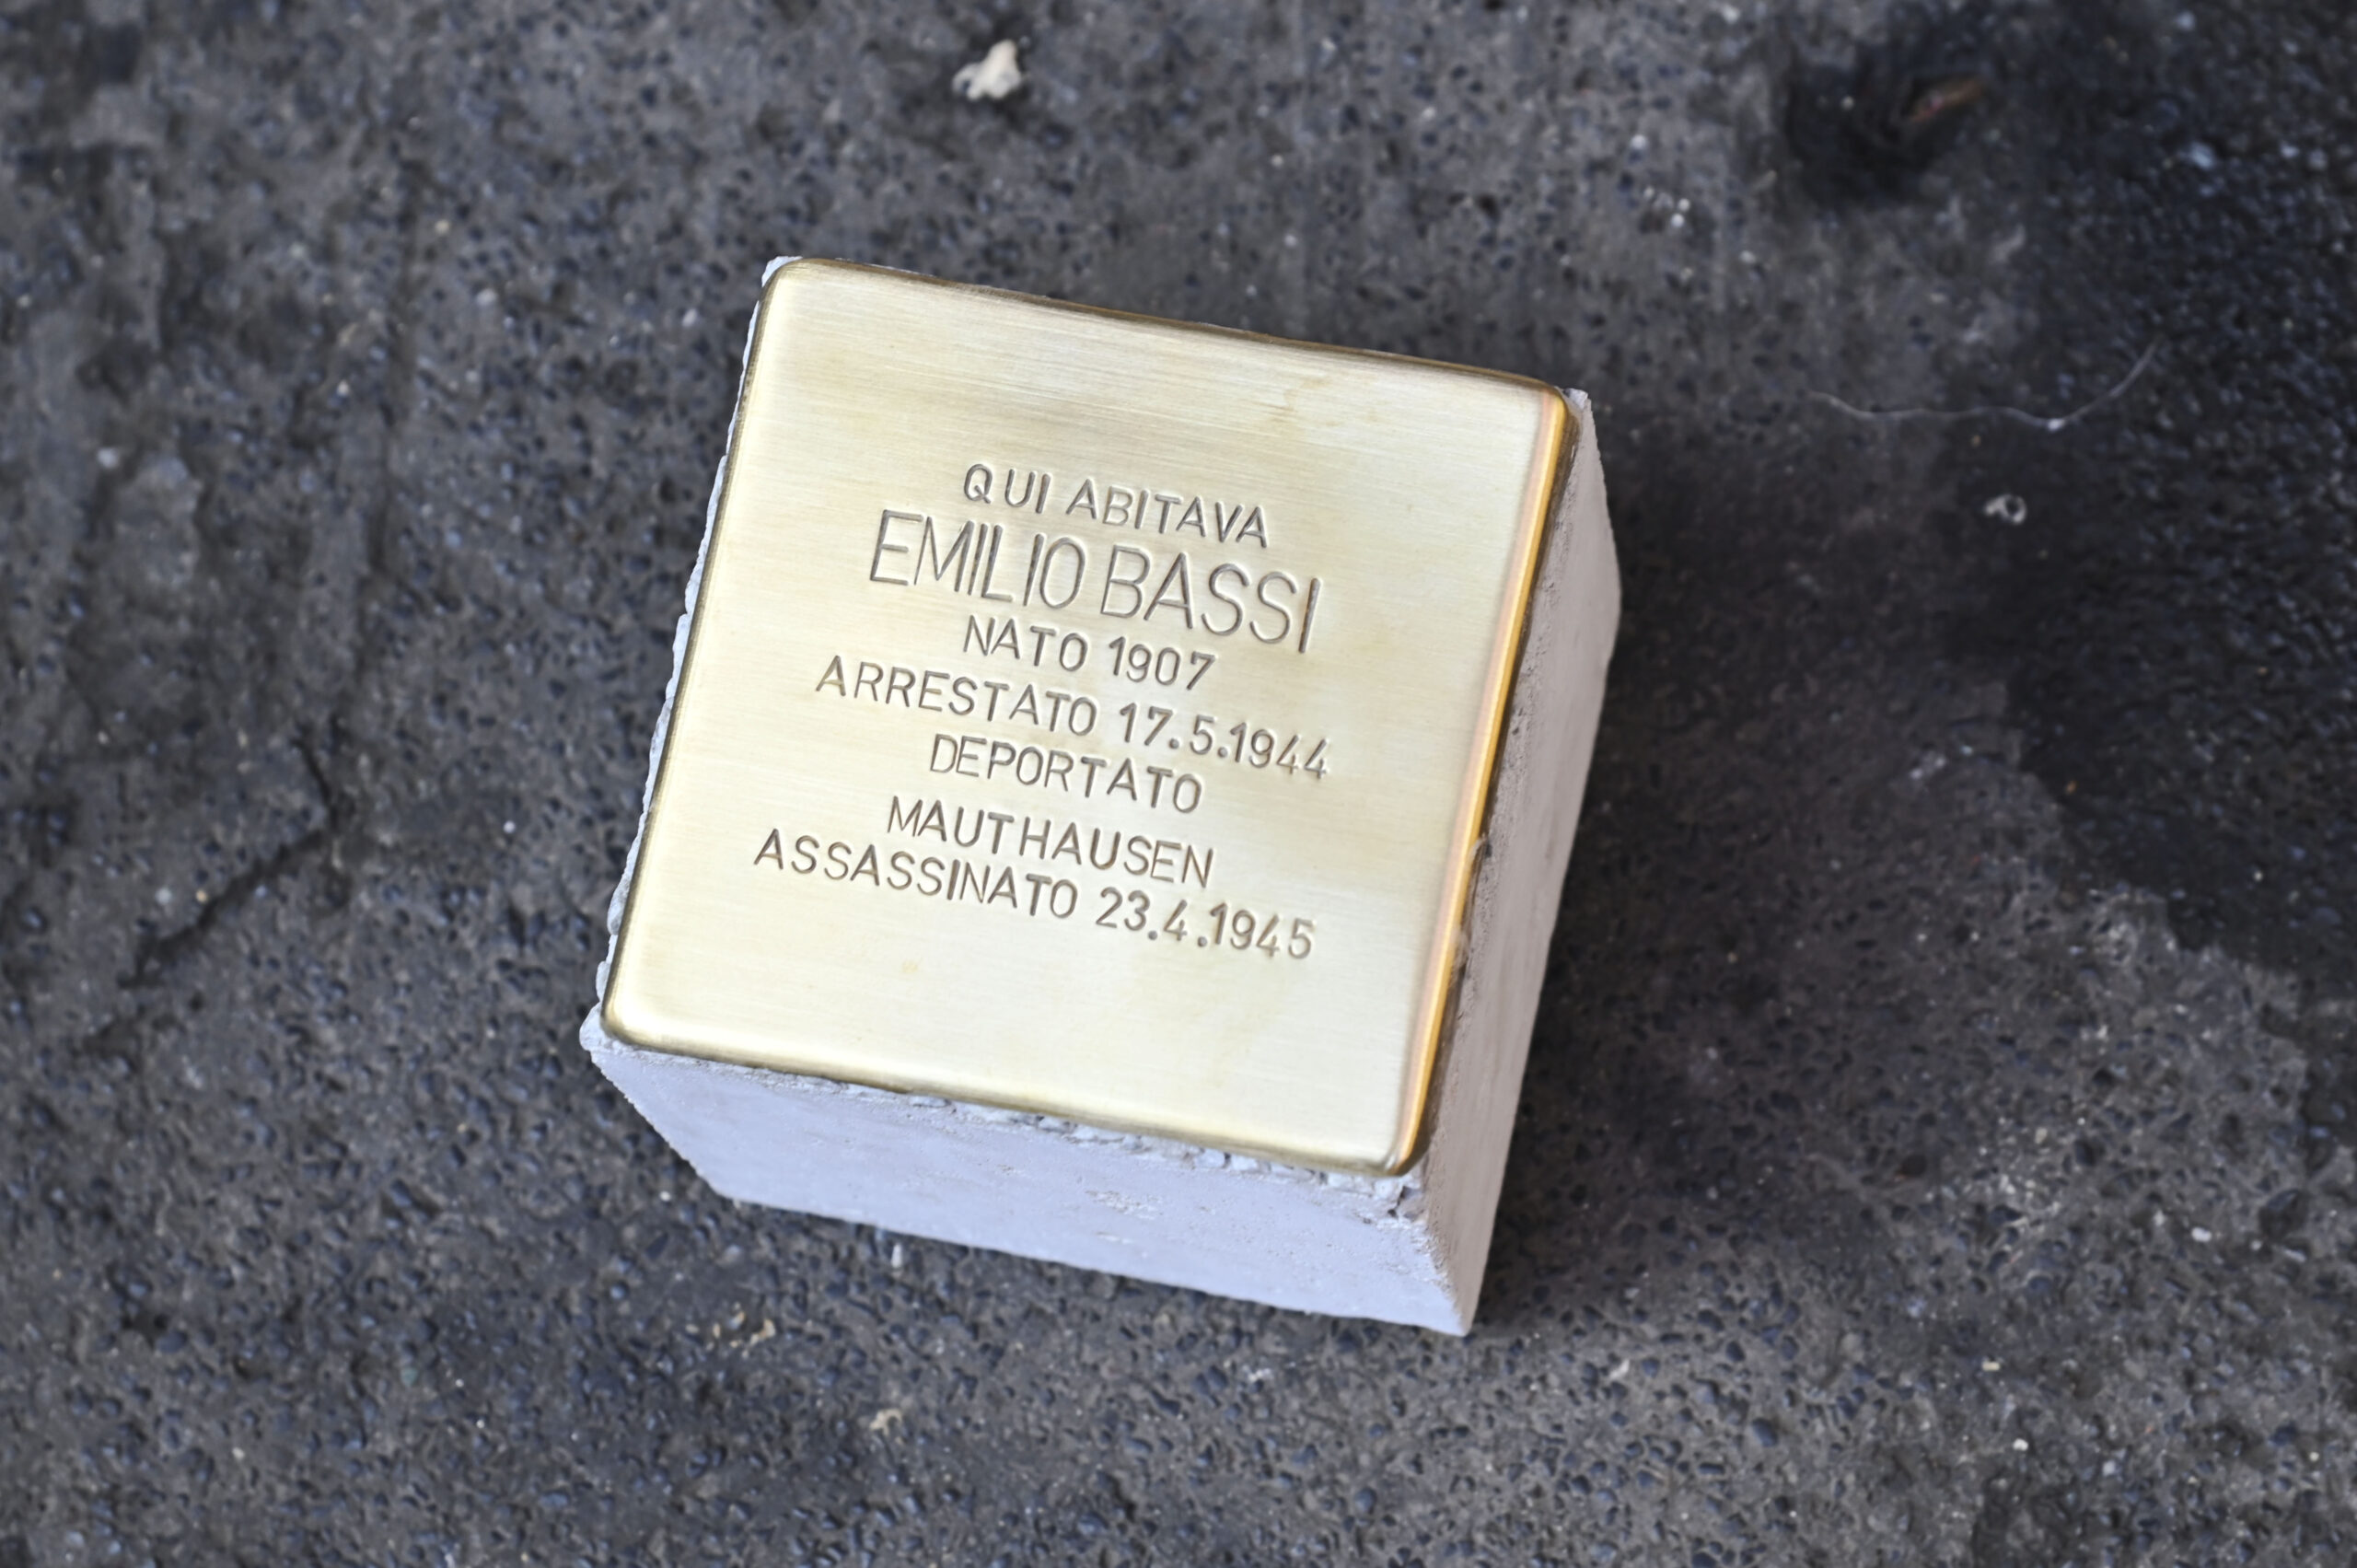 QUI ABITAVA
EMILIO BASSI
NATO 1907
ARRESTATO 17.5.1944
DEPORTATO
MAUTHAUSEN
ASSASSINATO 23.4.1945